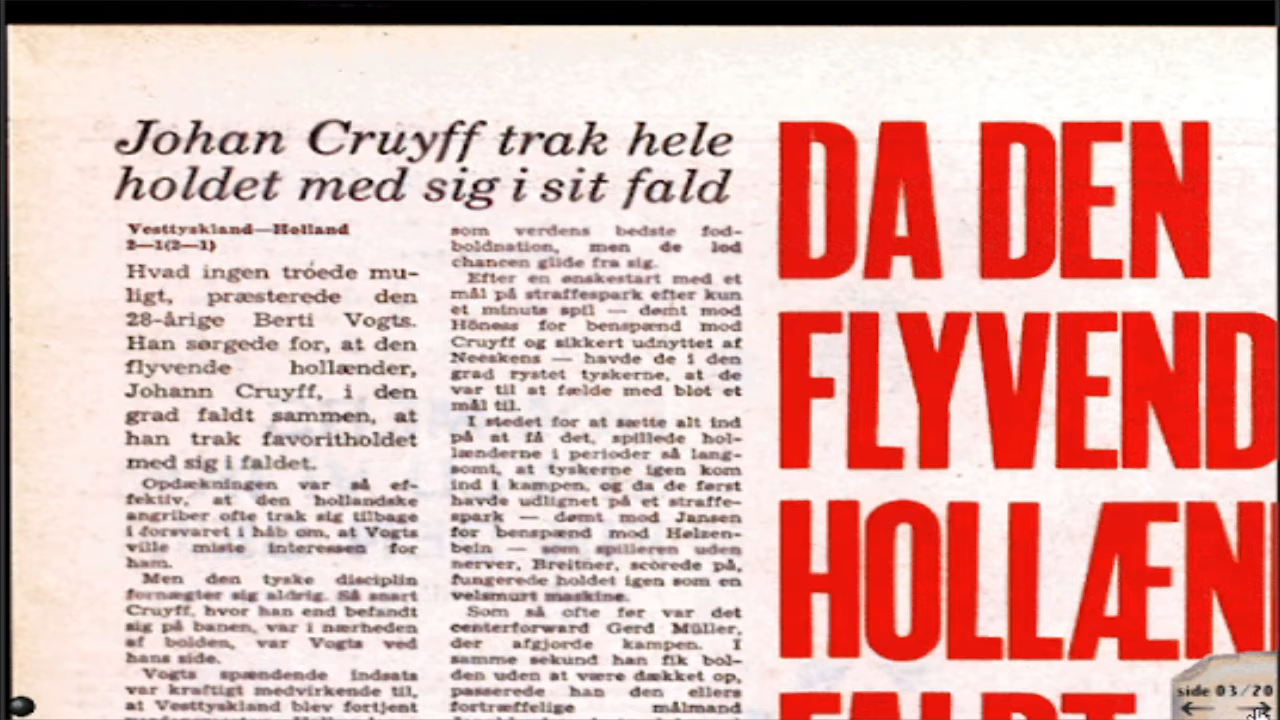 Johan Cruyff trak hele
holdet med sig i sit fald
Vesttyskland—Holland
2—1(2—1)
Hvad ingen tróede mu-
ligt, præsterede den
28-årige Berti Vogts.
Han sørgede for, at den
flyvende hollænder,
Johann Cruyff, i den
grad faldt sammen, at
han trak favoritholdet
med sig i faldet.
Opdækningen var så ef-
fektiv, at den hollandske
angriber ofte trak sig tilbage
i forsvaret i håb om, at Vogts
ville miste interessen for
ham.
Men den tyske disciplin
fornægter sig aldrig. Så snart
Cruyff, hvor han end befandt
sig på banen, var i nærheden
af bolden, var Vogts ved
hans side.
Vogts spændende indsats
var kraftigt medvirkende til,
at Vesttyskland blev fortjent
som verdens bedste fod-
boldnation, men de lod
chancen glide fra sig.
Efter en ønskestart med et
mål på straffespark efter kun
et minuts spil — dømt mod
Höness for benspænd mod
Cruyff og sikkert udnyttet af
Neeskens — havde de i den
grad rystet tyskerne, at de
var til at fælde med blot et
mål til.
I stedet for at sætte alt ind
på at få det, spillede hol-
lænderne i perioder så lang-
somt, at tyskerne igen kom
ind i kampen, og da de først
havde udlignet på et straffe-
spark — dømt mod Jansen
for benspænd mod Hølzen-
bein — som spilleren uden
nerver, Breitner, scorede på,
fungerede holdet igen som en
velsmurt maskine.
Som så ofte før var det
centerforward Gerd Müller,
der afgjorde kampen. I
samme sekund han fik bol-
den uden at være dækket op,
passerede han den ellers
fortræffelige målmand
DA DEN
FLYVEND
HOLLÆN
FALDT
side 03/20